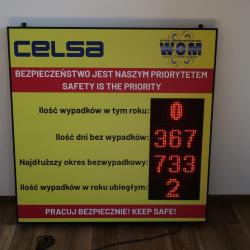 CELSA
WOM
BEZPIECZEŃSTWO JEST NASZYM PRIORYTETEM
SAFETY IS THE PRIORITY
Ilość wypadków w tym roku: 0
Ilość dni bez wypadków: 367
Najdłuższy okres bezwypadkowy: 733
Ilość wypadków w roku ubiegłym: 2
PRACUJ BEZPIECZNIE! KEEP SAFE!